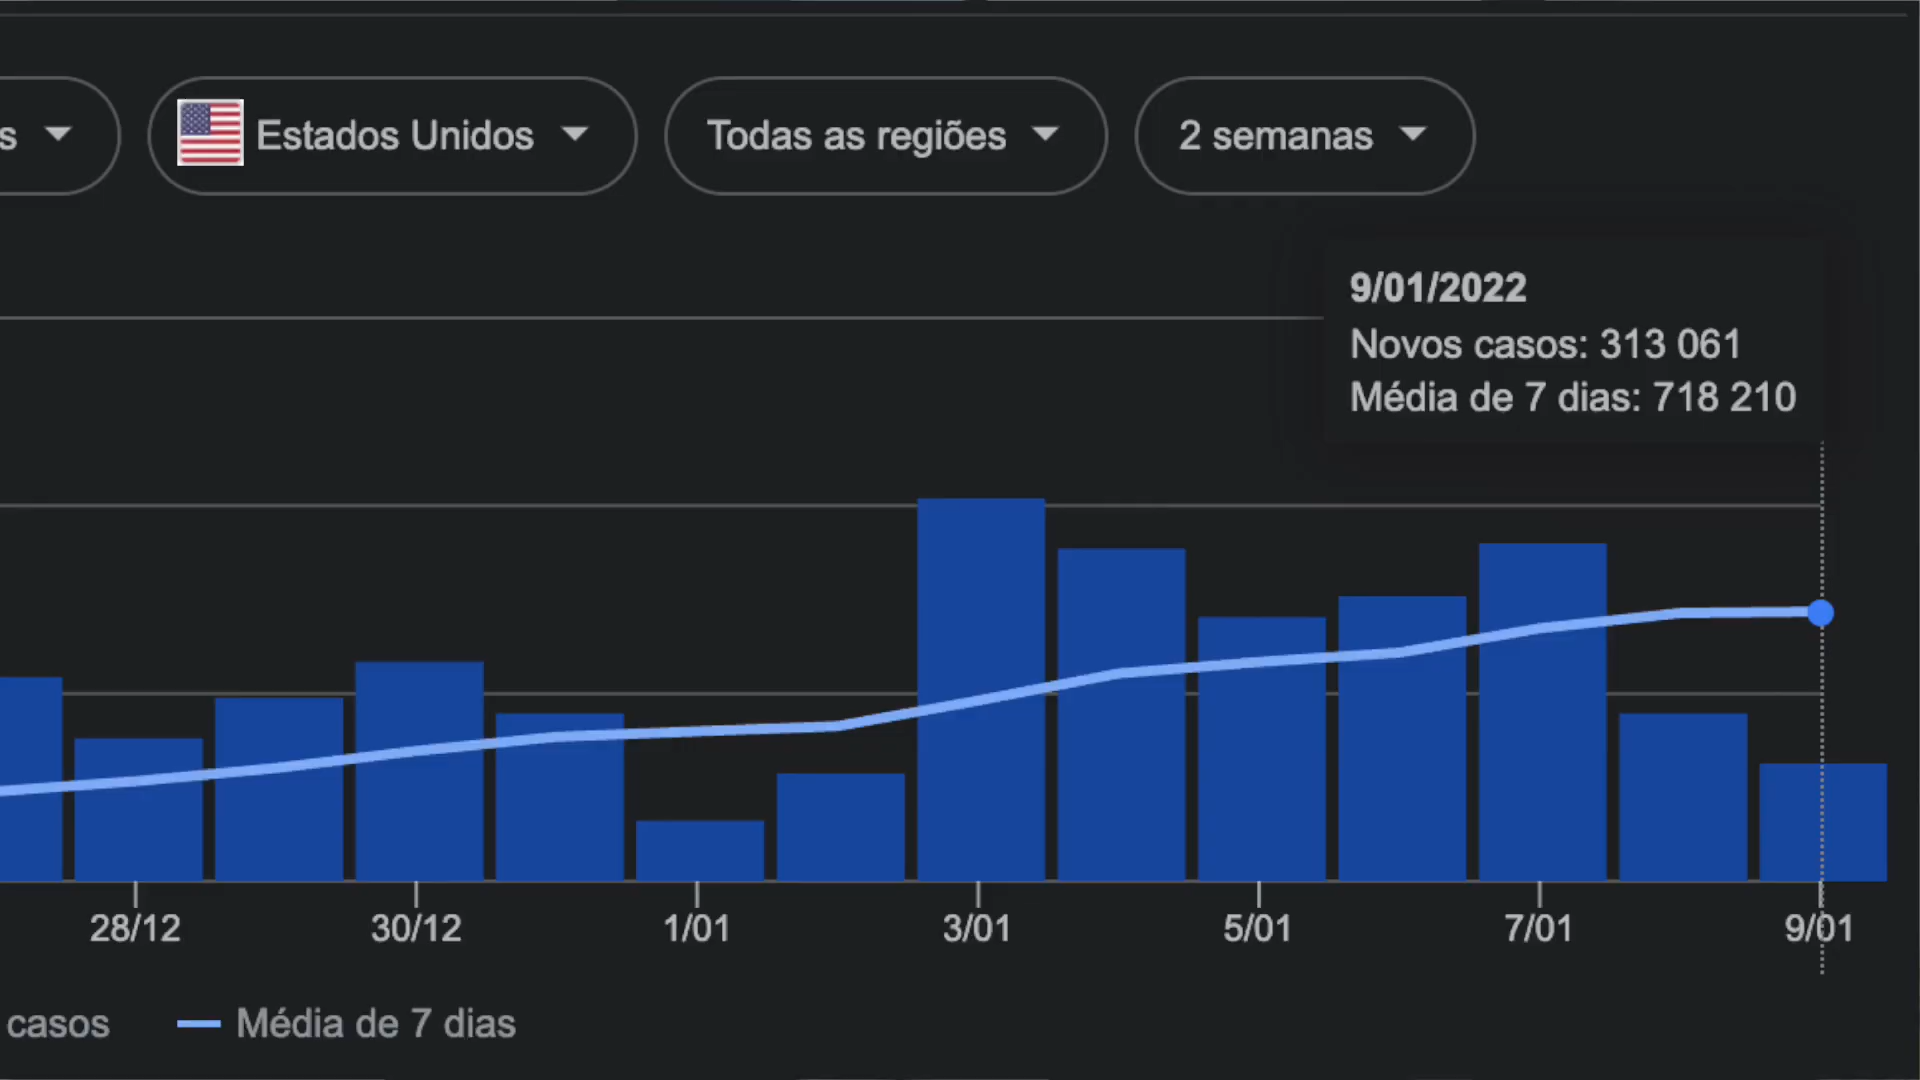 s
Estados Unidos
Todas as regiões
2 semanas
9/01/2022
Novos casos: 313 061
Média de 7 dias: 718 210
28/12
30/12
1/01
3/01
5/01
7/01
9/01
casos
Média de 7 dias